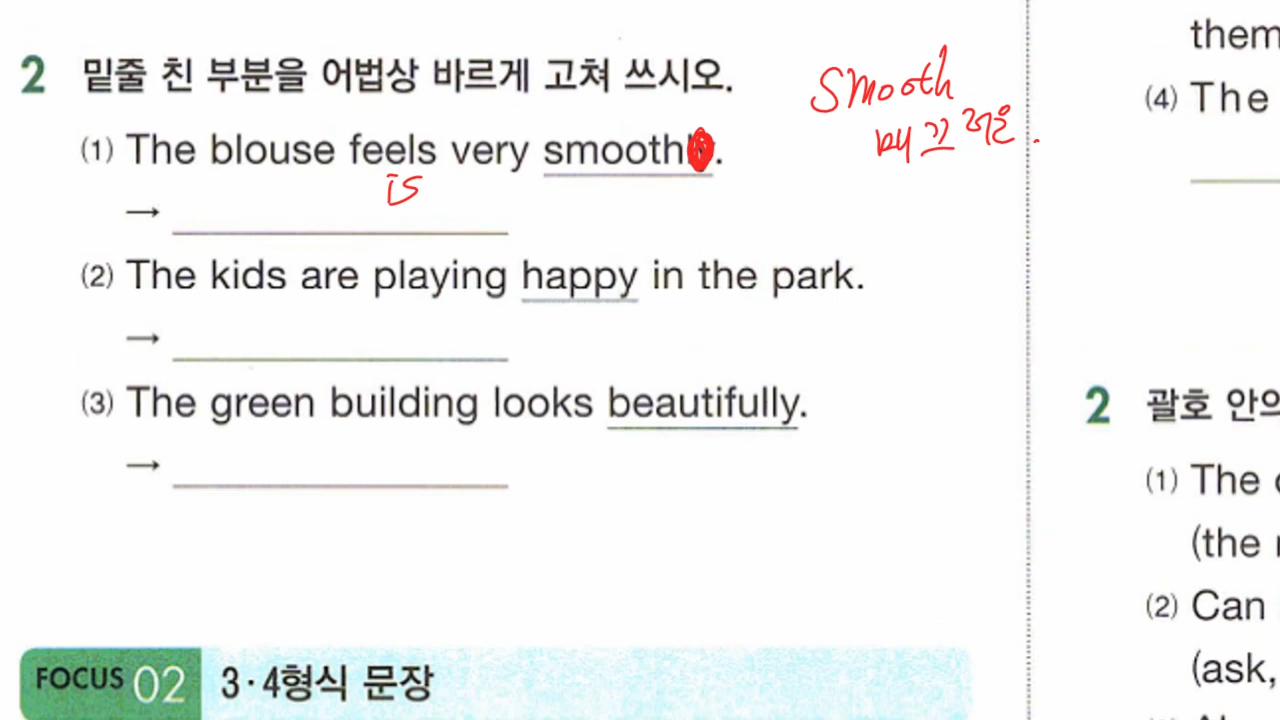 2 밑줄 친 부분을 어법상 바르게 고쳐 쓰시오.
smooth
매끄러운.
(1) The blouse feels very smoothly.
is
→
(2) The kids are playing happy in the park.
→
(3) The green building looks beautifully.
→
FOCUS 02 3·4형식 문장
them
(4) The
2 괄호 안의
(1) The
(the
(2) Can
(ask,